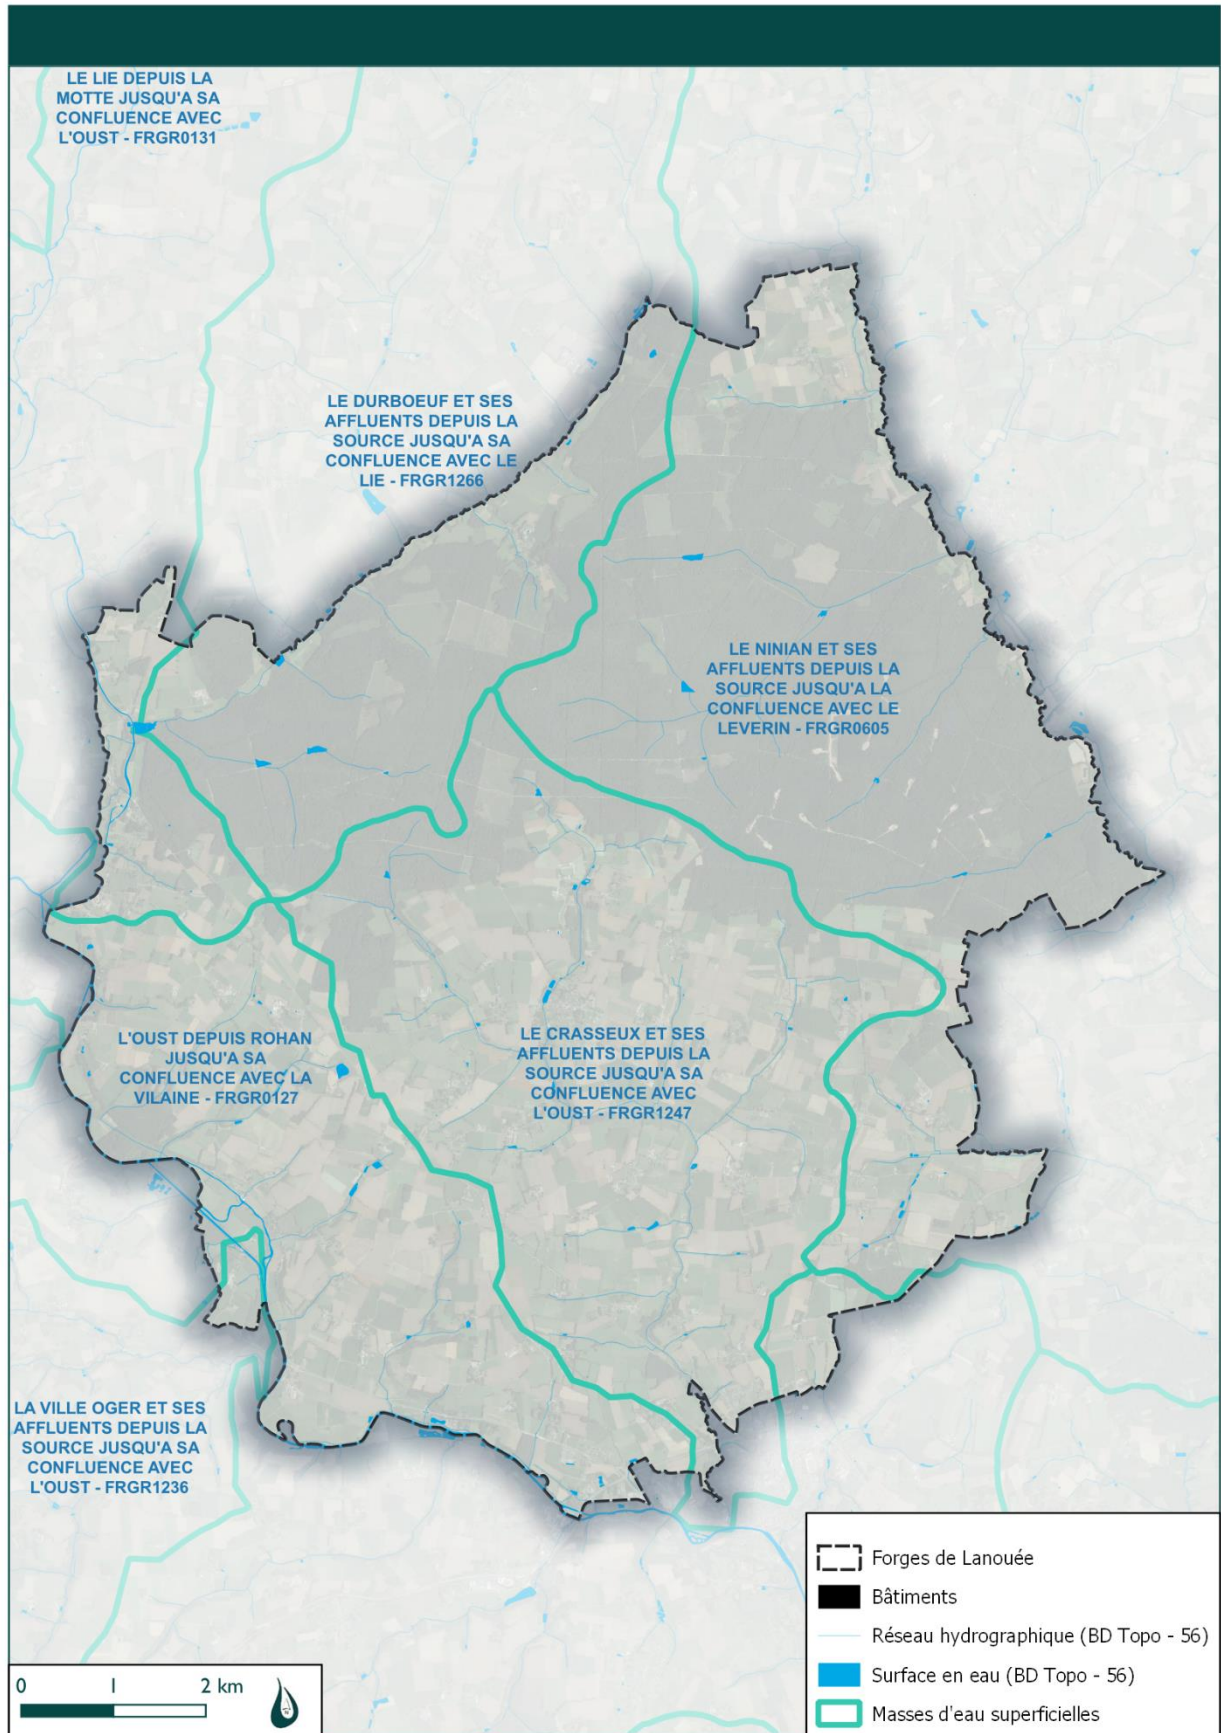 LE LIE DEPUIS LA
MOTTE JUSQU'A SA
CONFLUENCE AVEC
L'OUST - FRGR0131
LE DURBOEUF ET SES
AFFLUENTS DEPUIS LA
SOURCE JUSQU'A SA
CONFLUENCE AVEC LE
LIE - FRGR1266
LE NINIAN ET SES
AFFLUENTS DEPUIS LA
SOURCE JUSQU'A LA
CONFLUENCE AVEC LE
LEVERIN - FRGR0605
L'OUST DEPUIS ROHAN
JUSQU'A SA
CONFLUENCE AVEC LA
VILAINE - FRGR0127
LE CRASSEUX ET SES
AFFLUENTS DEPUIS LA
SOURCE JUSQU'A SA
CONFLUENCE AVEC
L'OUST - FRGR1247
LA VILLE OGER ET SES
AFFLUENTS DEPUIS LA
SOURCE JUSQU'A SA
CONFLUENCE AVEC
L'OUST - FRGR1236
Forges de Lanouée
Bâtiments
Réseau hydrographique (BD Topo - 56)
Surface en eau (BD Topo - 56)
Masses d'eau superficielles
0 1 2 km